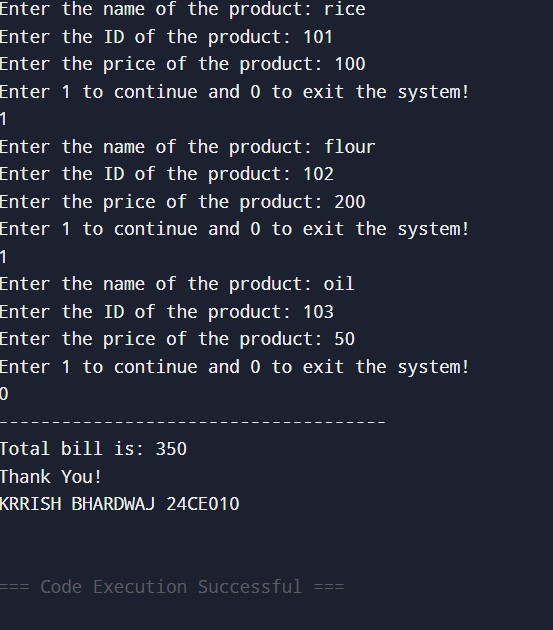 Enter the name of the product: rice
Enter the ID of the product: 101
Enter the price of the product: 100
Enter 1 to continue and 0 to exit the system!
1
Enter the name of the product: flour
Enter the ID of the product: 102
Enter the price of the product: 200
Enter 1 to continue and 0 to exit the system!
1
Enter the name of the product: oil
Enter the ID of the product: 103
Enter the price of the product: 50
Enter 1 to continue and 0 to exit the system!
0
-------------------------------------
Total bill is: 350
Thank You!
KRRISH BHARDWAJ 24CE010
=== Code Execution Successful ===